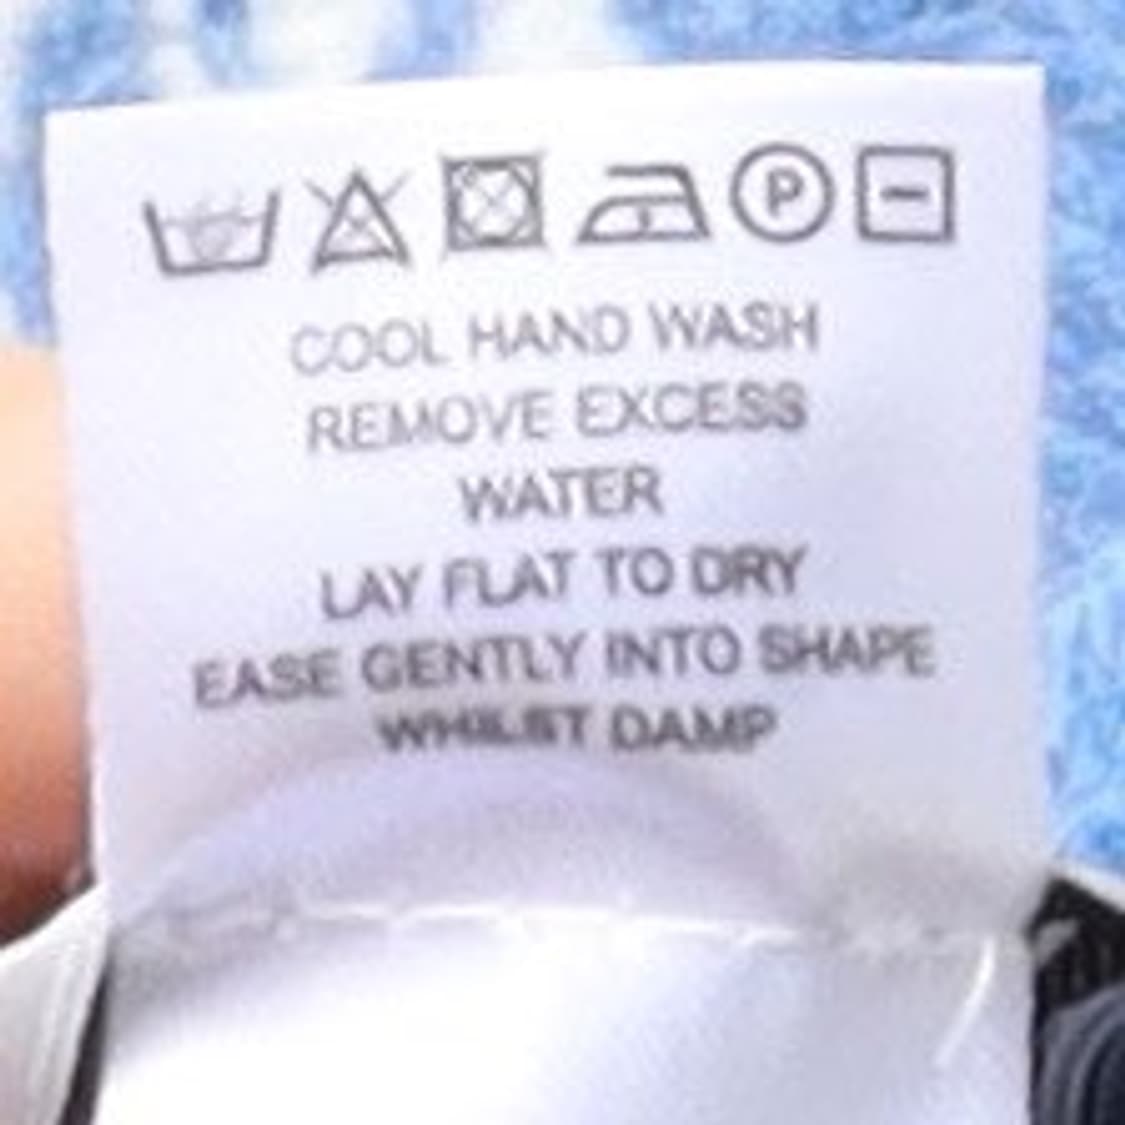 P
COOL HAND WASH
REMOVE EXCESS
WATER
LAY FLAT TO DRY
EASE GENTLY INTO SHAPE
WHILST DAMP